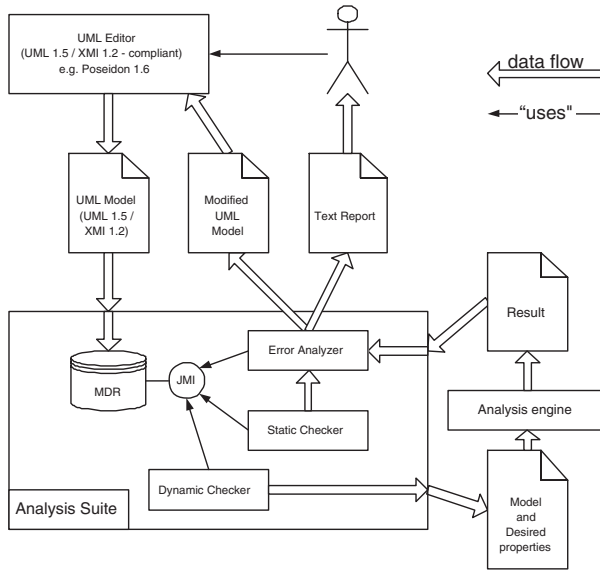 UML Editor
(UML 1.5 / XMI 1.2 - compliant)
e.g. Poseidon 1.6
data flow
“uses"
UML Model
(UML 1.5 /
XMI 1.2)
Modified
UML
Model
Text Report
Result
Error Analyzer
MDR
JMI
Analysis engine
Static Checker
Dynamic Checker
Analysis Suite
Model
and
Desired
properties